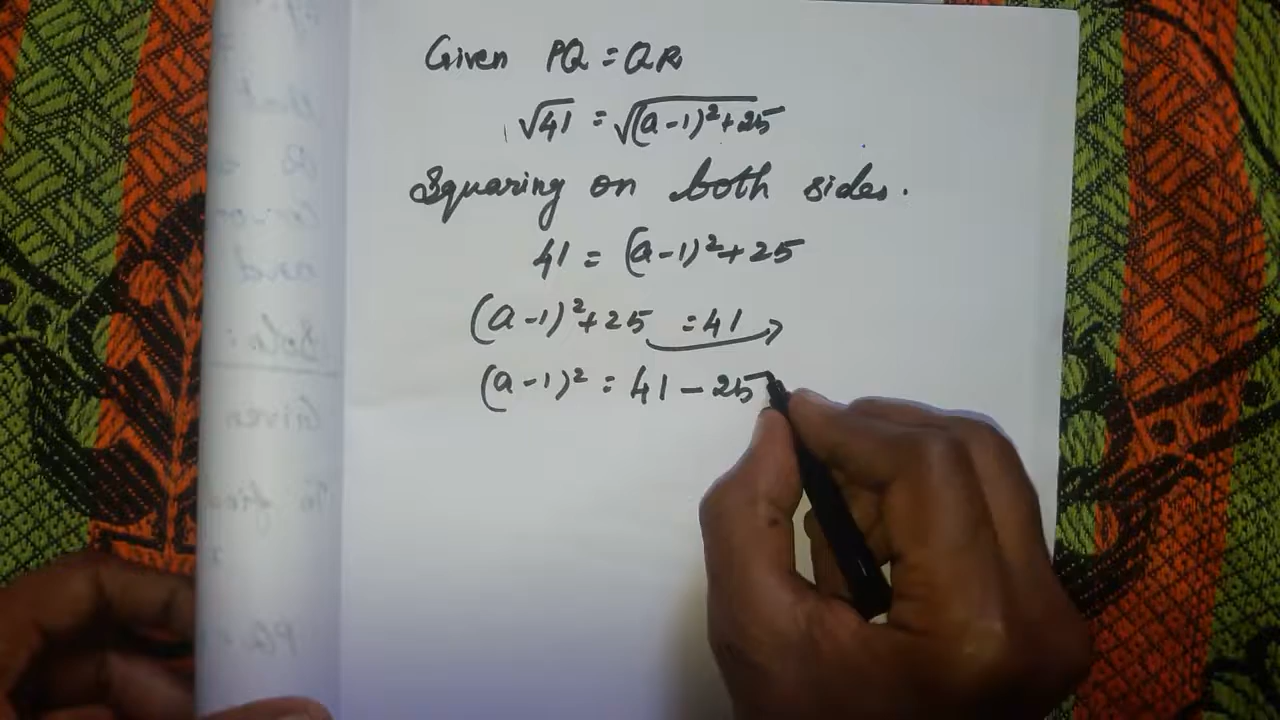 Given PQ = QR
√41 = √(a-1)²+25
Squaring on both sides.
41 = (a-1)²+25
(a-1)²+25 = 41
(a-1)² = 41 - 25